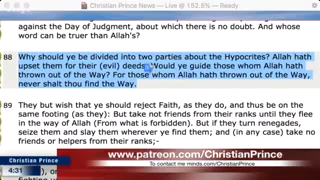 Christian Prince News — Live @ 152.8% — Good
against the Day of Judgment, about which there is no doubt. And whose
word can be truer than Allah's?
88 Why should ye be divided into two parties about the Hypocrites? Allah hath
upset them for their (evil) deeds. Would ye guide those whom Allah hath
thrown out of the Way? For those whom Allah hath thrown out of the Way,
never shalt thou find the Way.
89 They but wish that ye should reject Faith, as they do, and thus be on the
same footing (as they): But take not friends from their ranks until they flee
in the way of Allah (From what is forbidden). But if they turn renegades,
seize them and slay them wherever ye find them; and (in any case) take no
friends or helpers from their ranks;-
www.patreon.com/ChristianPrince
4:31
To contact me minds.com/ChristianPrince